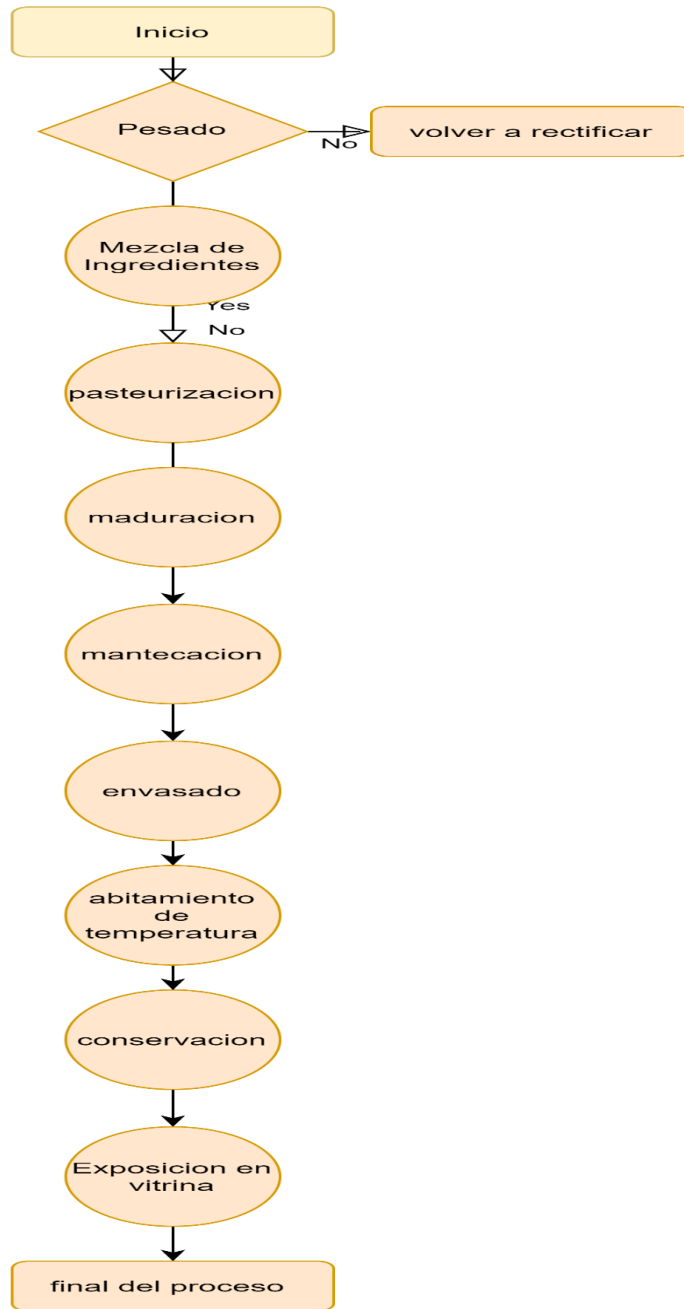 Inicio
Pesado
No
volver a rectificar
Mezcla de
Ingredientes
Yes
No
pasteurizacion
maduracion
mantecacion
envasado
abitamiento
de
temperatura
conservacion
Exposicion en
vitrina
final del proceso